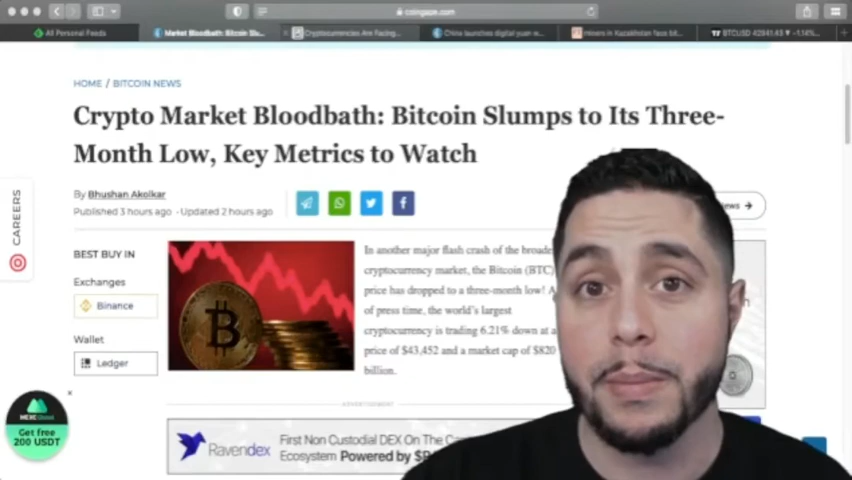 coingape.com
All Personal Feeds
Market Bloodbath: Bitcoin Slu...
Cryptocurrencies Are Facing...
China launches digital yuan w...
miners in Kazakhstan face bit...
BTCUSD 42841.43 ▼ -1.14%...
HOME / BITCOIN NEWS
Crypto Market Bloodbath: Bitcoin Slumps to Its Three-
Month Low, Key Metrics to Watch
By Bhushan Akolkar
Published 3 hours ago - Updated 2 hours ago
News →
CAREERS
BEST BUY IN
Exchanges
Binance
Wallet
Ledger
In another major flash crash of the broade
cryptocurrency market, the Bitcoin (BTC)
price has dropped to a three-month low! A
of press time, the world's largest
cryptocurrency is trading 6.21% down at a
price of $43,452 and a market cap of $820
billion.
ADVERTISEMENT
MEXC Global
Get free
200 USDT
Ravendex
First Non Custodial DEX On The Ca
Ecosystem Powered by $R